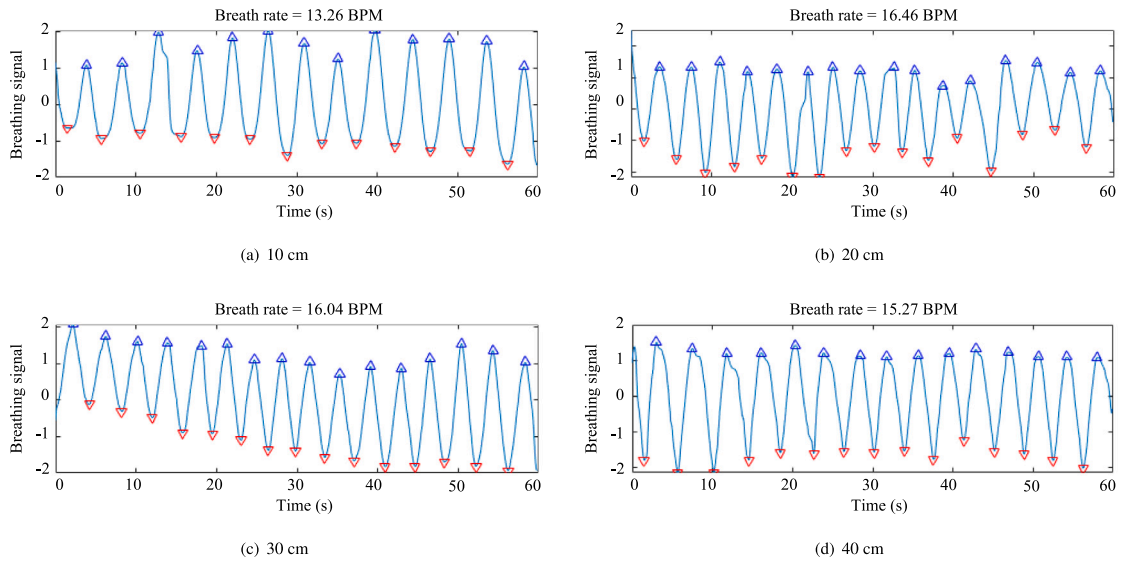 Breath rate = 13.26 BPM
2
1
0
-1
-2
Breathing signal
0 10 20 30 40 50 60
Time (s)
(a) 10 cm
Breath rate = 16.46 BPM
2
1
0
-1
-2
Breathing signal
0 10 20 30 40 50 60
Time (s)
(b) 20 cm
Breath rate = 16.04 BPM
2
1
0
-1
-2
Breathing signal
0 10 20 30 40 50 60
Time (s)
(c) 30 cm
Breath rate = 15.27 BPM
2
1
0
-1
-2
Breathing signal
0 10 20 30 40 50 60
Time (s)
(d) 40 cm